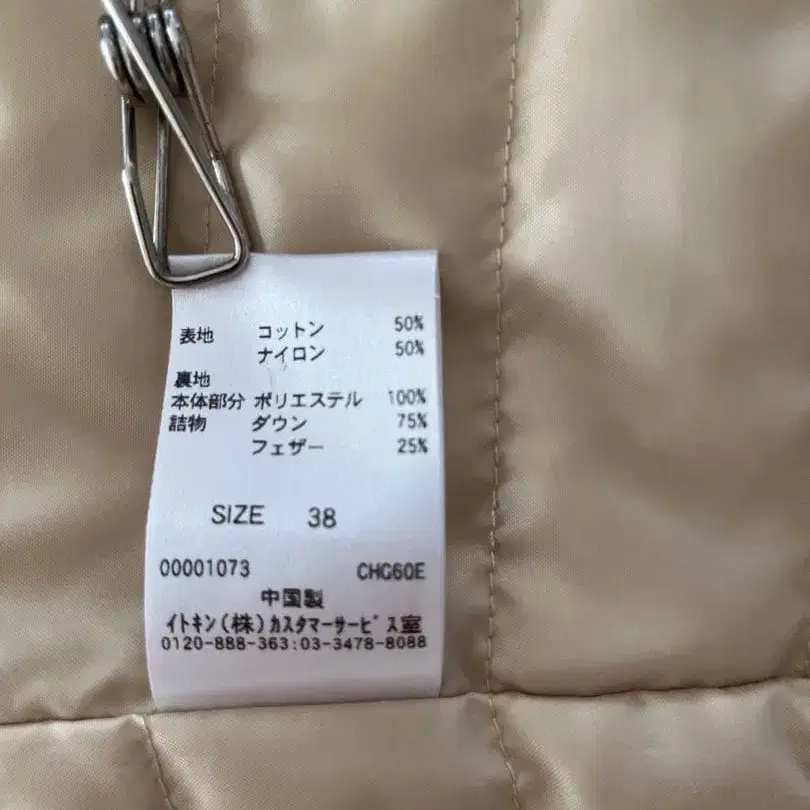 表地 コットン 50%
ナイロン 50%
裏地
本体部分 ポリエステル 100%
詰物 ダウン 75%
フェザー 25%
SIZE 38
00001073 CHG60E
中国製
イトキン(株)カスタマーサービス室
0120-888-363:03-3478-8088